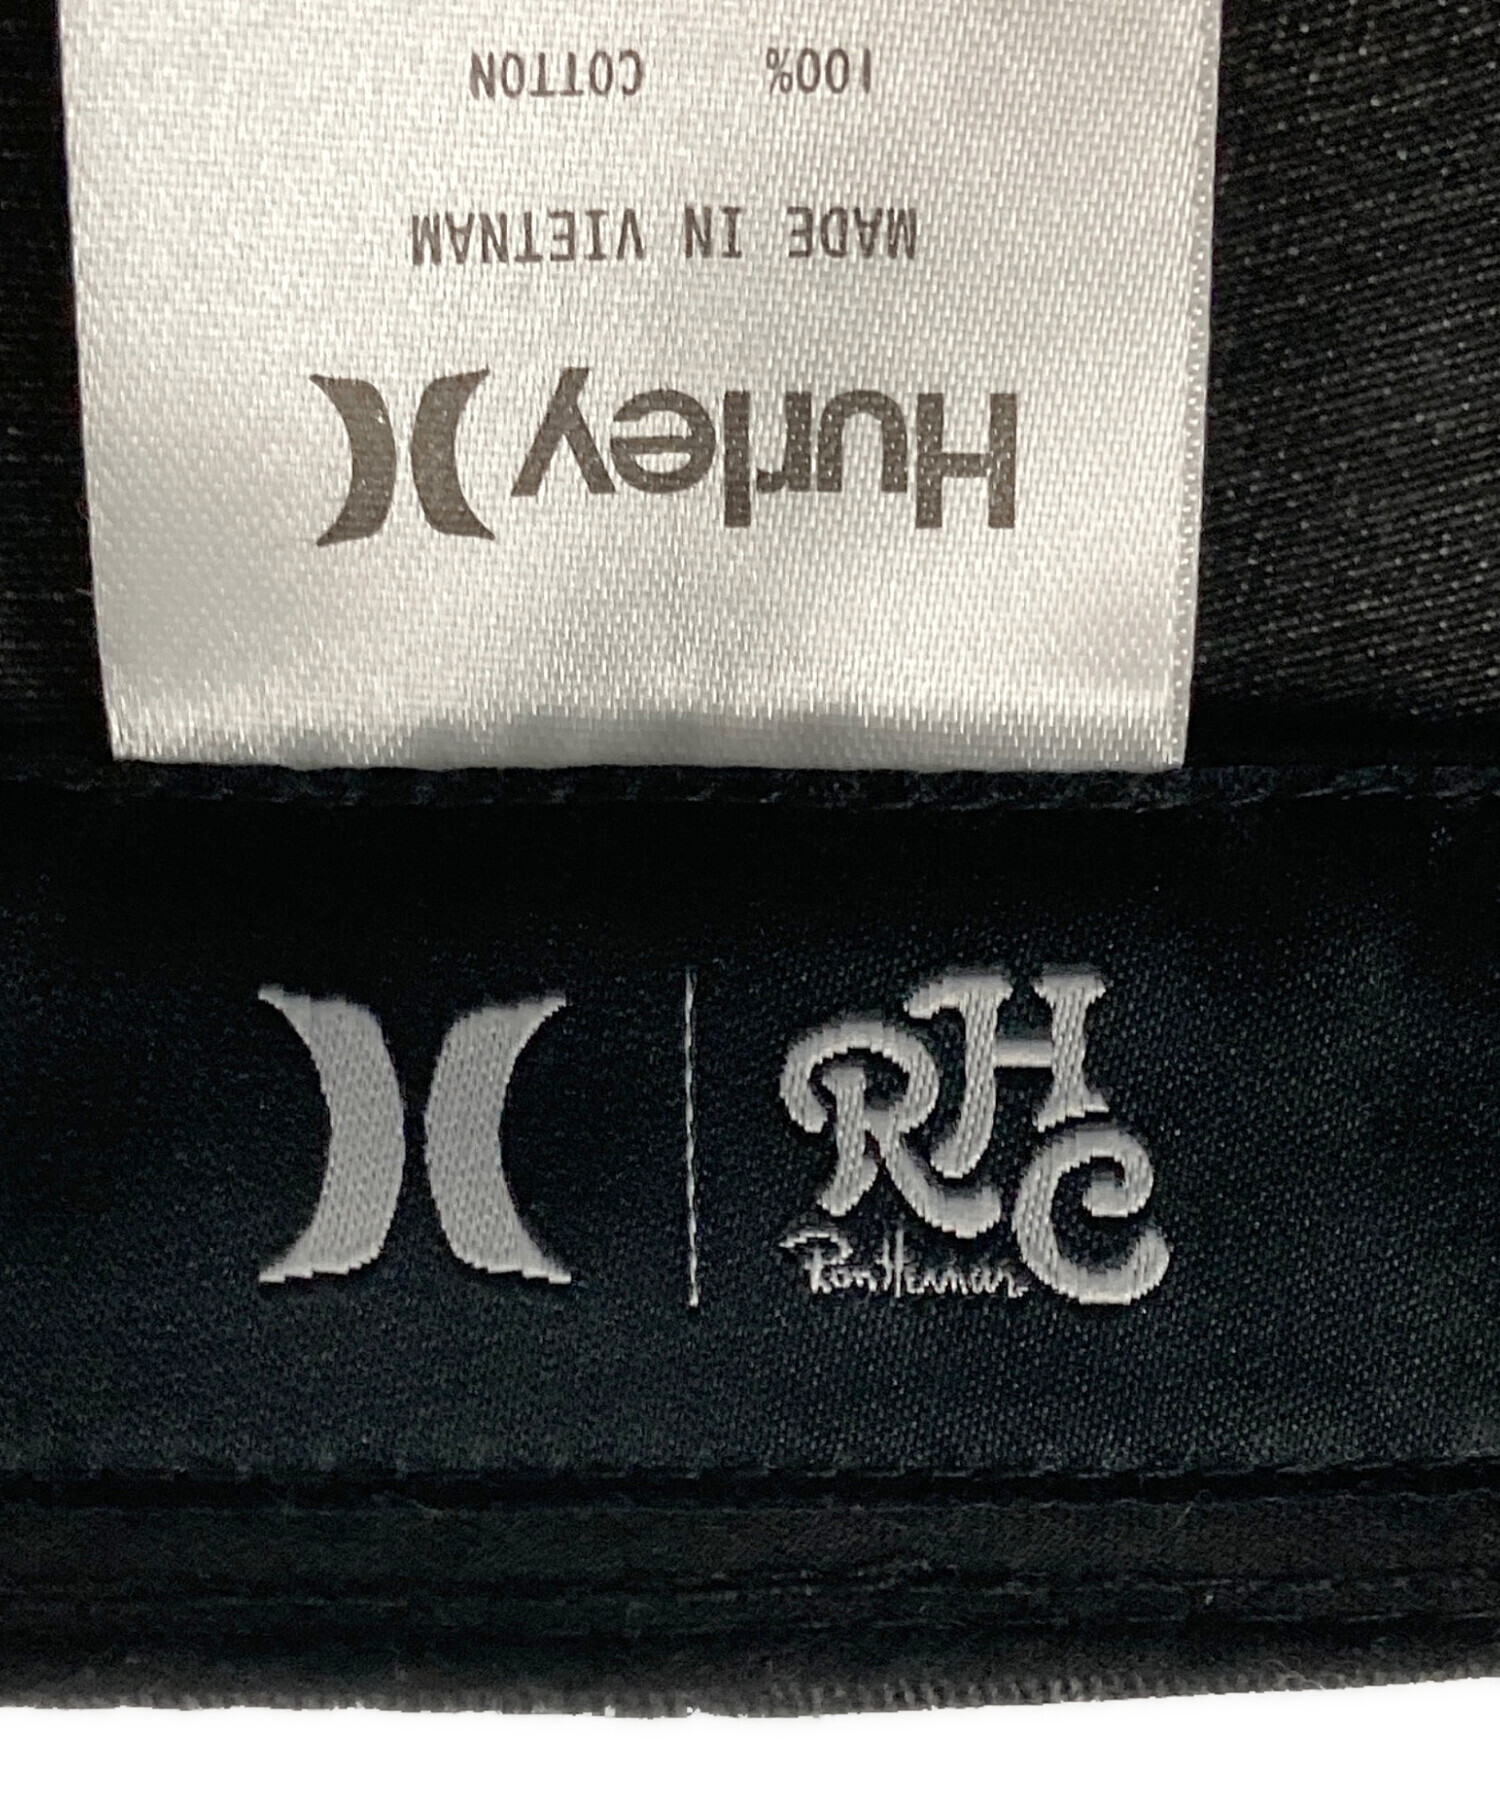 Hurley
MADE IN VIETNAM
100% COTTON
RHC
Ron Herman